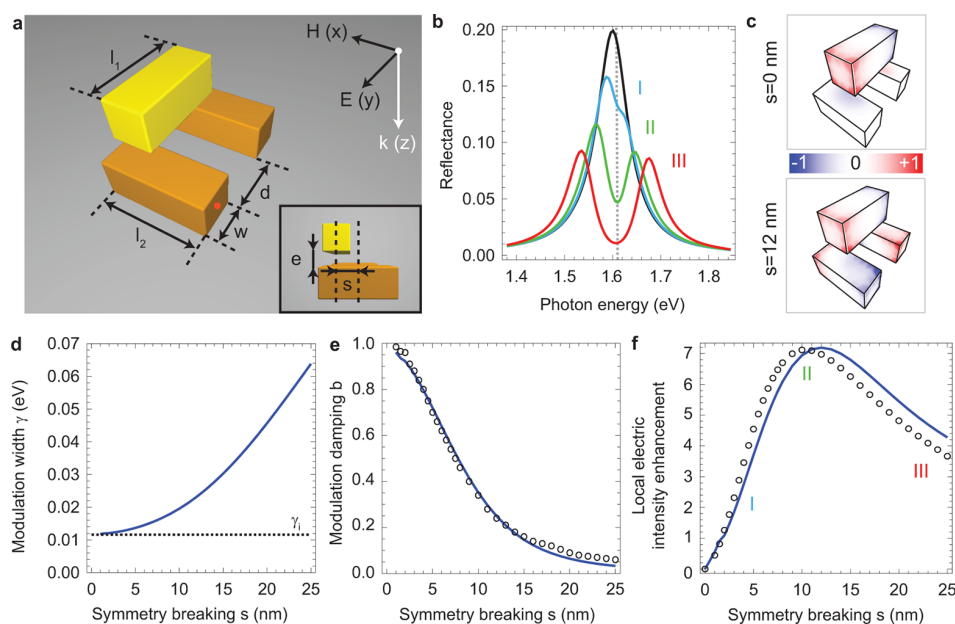 a
l₁
H (x)
E (y)
k (z)
d
w
l₂
e
s
b
Reflectance
0.20
0.15
0.10
0.05
0.00
I
II
III
1.4
1.5
1.6
1.7
1.8
Photon energy (eV)
c
s=0 nm
-1
0
+1
s=12 nm
d
Modulation width γ (eV)
0.07
0.06
0.05
0.04
0.03
0.02
0.01
0.00
γᵢ
0
5
10
15
20
25
Symmetry breaking s (nm)
e
Modulation damping b
1.0
0.8
0.6
0.4
0.2
0
0
5
10
15
20
25
Symmetry breaking s (nm)
f
Local electric
intensity enhancement
7
6
5
4
3
2
1
0
I
II
III
0
5
10
15
20
25
Symmetry breaking s (nm)